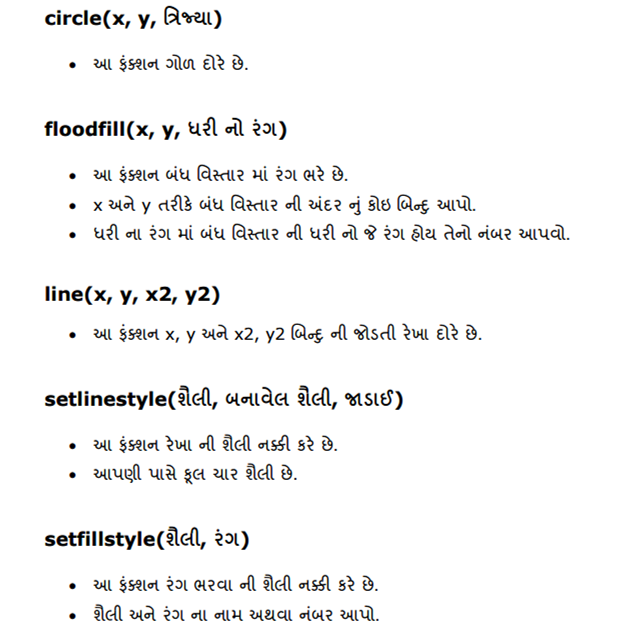 circle(x, y, ત્રિજ્યા)
• આ ફંક્શન ગોળ દોરે છે.
floodfill(x, y, ધરી નો રંગ)
• આ ફંક્શન બંધ વિસ્તાર માં રંગ ભરે છે.
• x અને y તરીકે બંધ વિસ્તાર ની અંદર નું કોઇ બિન્દુ આપો.
• ધરી ના રંગ માં બંધ વિસ્તાર ની ધરી નો જે રંગ હોય તેનો નંબર આપવો.
line(x, y, x2, y2)
• આ ફંક્શન x, y અને x2, y2 બિન્દુ ની જોડતી રેખા દોરે છે.
setlinestyle(શૈલી, બનાવેલ શૈલી, જાડાઈ)
• આ ફંક્શન રેખા ની શૈલી નક્કી કરે છે.
• આપણી પાસે કૂલ ચાર શૈલી છે.
setfillstyle(શૈલી, રંગ)
• આ ફંક્શન રંગ ભરવા ની શૈલી નક્કી કરે છે.
• શૈલી અને રંગ ના નામ અથવા નંબર આપો.